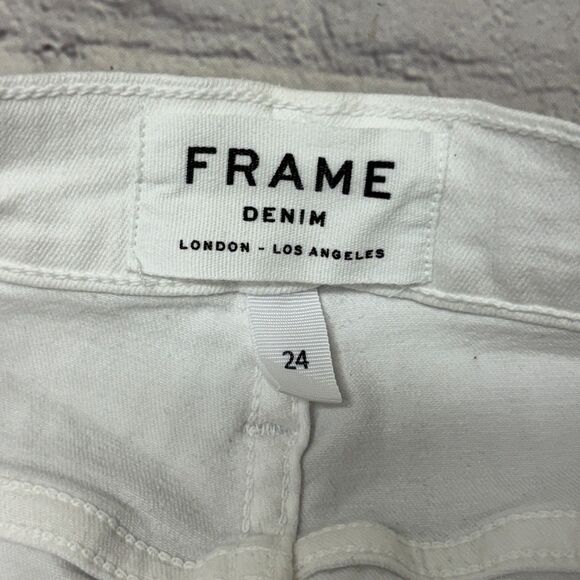 FRAME
DENIM
LONDON - LOS ANGELES
24